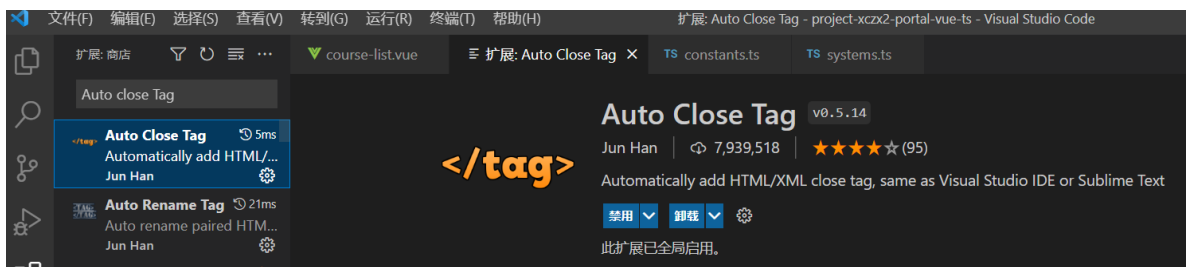 文件(F) 编辑(E) 选择(S) 查看(V) 转到(G) 运行(R) 终端(T) 帮助(H) 扩展: Auto Close Tag - project-xczx2-portal-vue-ts - Visual Studio Code
扩展: 商店
course-list.vue 扩展: Auto Close Tag × TS constants.ts TS systems.ts
Auto close Tag
</tag> Auto Close Tag 5ms
Automatically add HTML/...
Jun Han
Auto Rename Tag 21ms
Auto rename paired HTM...
Jun Han
</tag>
Auto Close Tag v0.5.14
Jun Han 7,939,518 (95)
Automatically add HTML/XML close tag, same as Visual Studio IDE or Sublime Text
禁用 卸载
此扩展已全局启用。